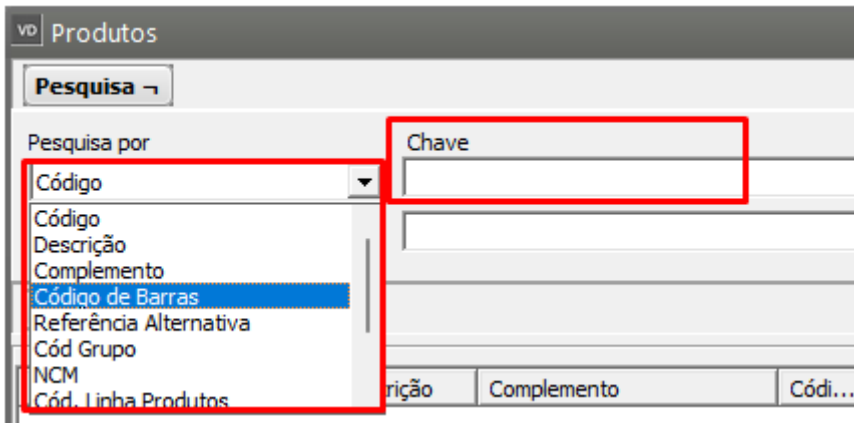 VD Produtos
Pesquisa ¬
Pesquisa por
Chave
Código
Código
Descrição
Complemento
Código de Barras
Referência Alternativa
Cód Grupo
NCM
Cód. Linha Produtos
rição Complemento Códi...